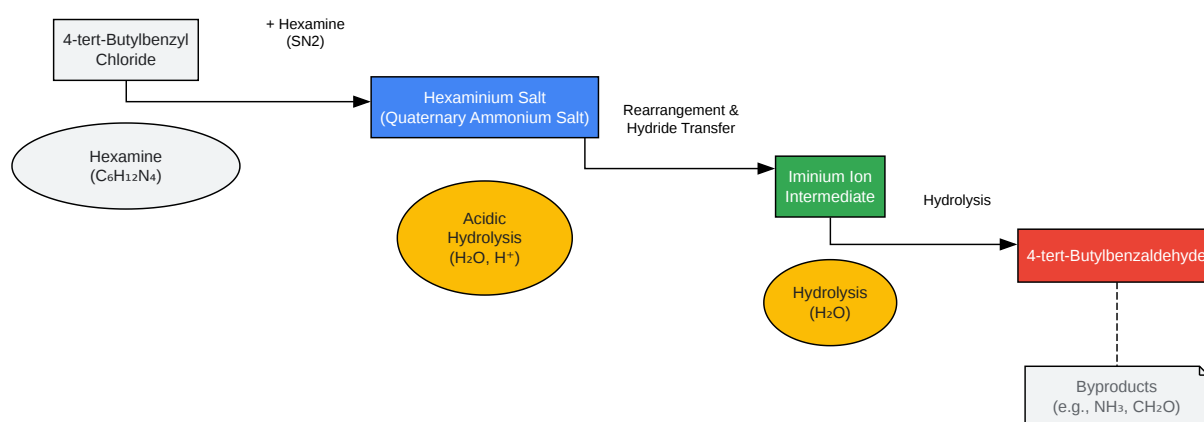 4-tert-Butylbenzyl
Chloride
+ Hexamine
(SN2)
Hexamine
(C₆H₁₂N₄)
Hexaminium Salt
(Quaternary Ammonium Salt)
Rearrangement &
Hydride Transfer
Acidic
Hydrolysis
(H₂O, H⁺)
Iminium Ion
Intermediate
Hydrolysis
Hydrolysis
(H₂O)
4-tert-Butylbenzaldehyde
Byproducts
(e.g., NH₃, CH₂O)